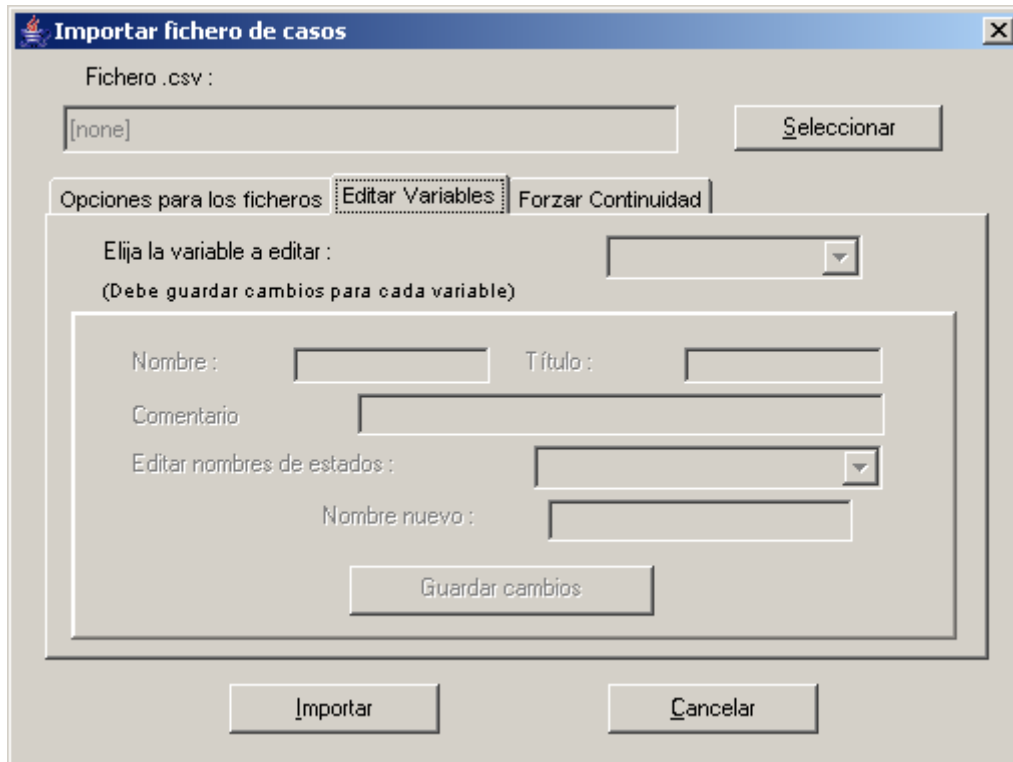 Importar fichero de casos
Fichero .csv :
[none]
Seleccionar
Opciones para los ficheros Editar Variables Forzar Continuidad
Elija la variable a editar :
(Debe guardar cambios para cada variable)
Nombre : Título :
Comentario
Editar nombres de estados :
Nombre nuevo :
Guardar cambios
Importar Cancelar